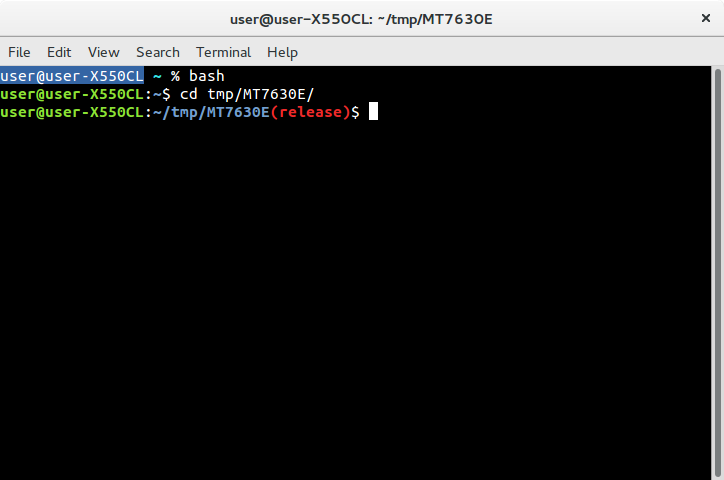 user@user-X550CL: ~/tmp/MT7630E
File Edit View Search Terminal Help
user@user-X550CL ~ % bash
user@user-X550CL:~$ cd tmp/MT7630E/
user@user-X550CL:~/tmp/MT7630E(release)$